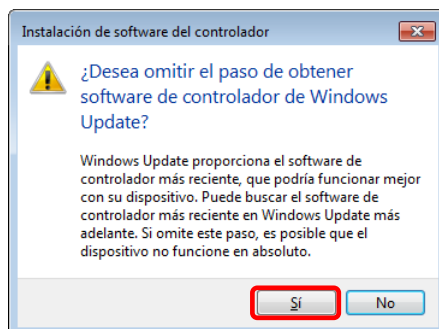 Instalación de software del controlador
¿Desea omitir el paso de obtener
software de controlador de Windows
Update?
Windows Update proporciona el software de
controlador más reciente, que podría funcionar mejor
con su dispositivo. Puede buscar el software de
controlador más reciente en Windows Update más
adelante. Si omite este paso, es posible que el
dispositivo no funcione en absoluto.
Sí No